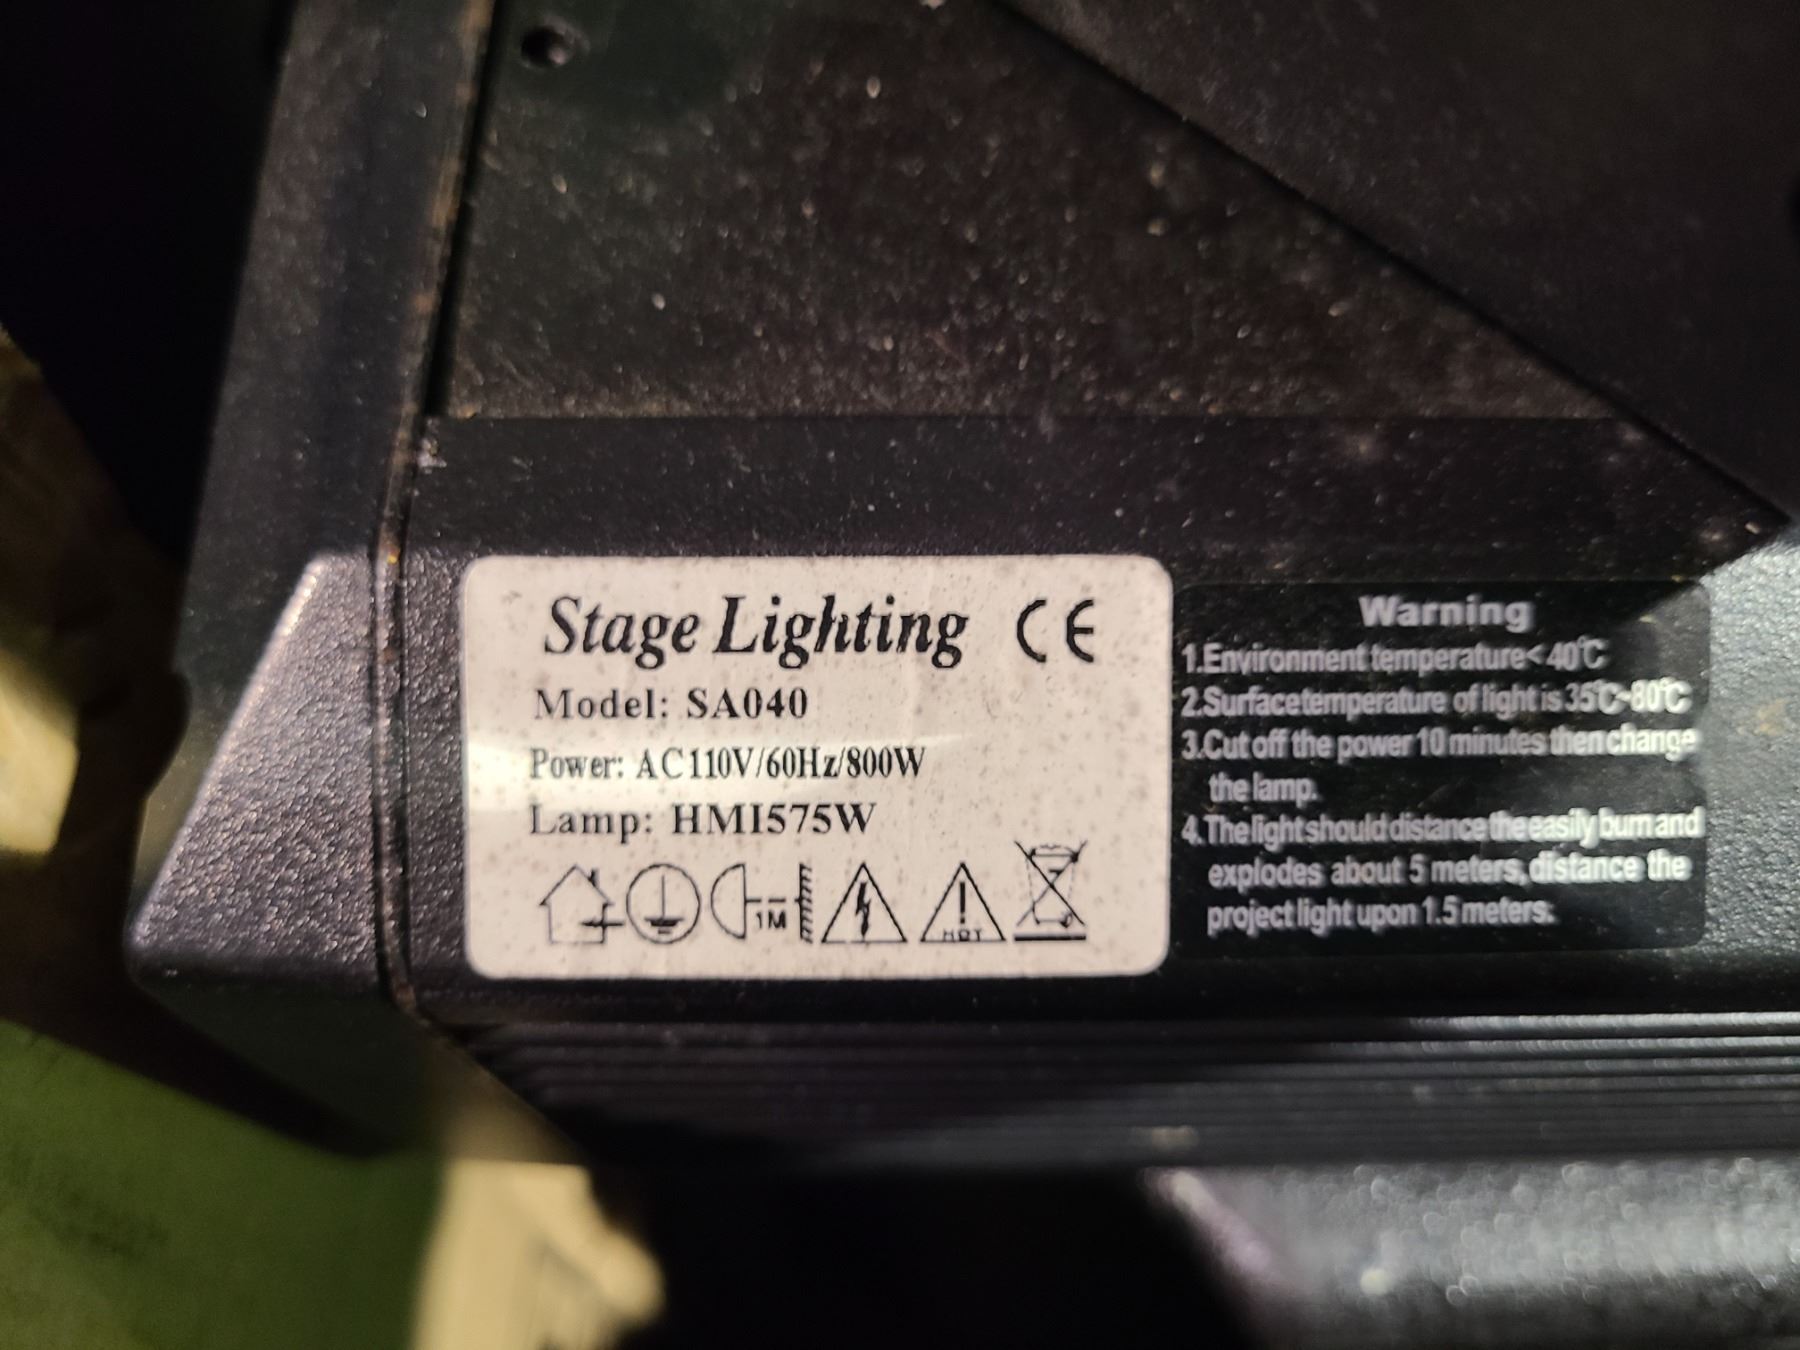 Stage Lighting CE
Model: SA040
Power: AC110V/60Hz/800W
Lamp: HMI575W
1M
HOT
Warning
1.Environment temperature<40℃
2.Surface temperature of light is 35℃-80℃
3.Cut off the power 10 minutes then change
the lamp.
4.The light should distance the easily burn and
explodes about 5 meters, distance the
project light upon 1.5 meters.